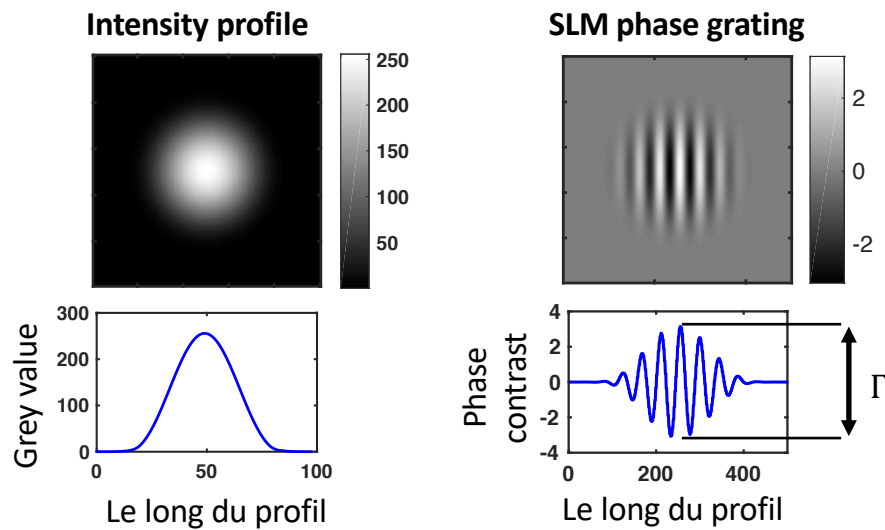 Intensity profile
SLM phase grating
250
200
150
100
50
2
0
-2
300
200
100
0
Grey value
0
50
100
Le long du profil
4
2
0
-2
-4
Phase
contrast
0
200
400
Le long du profil
Γ